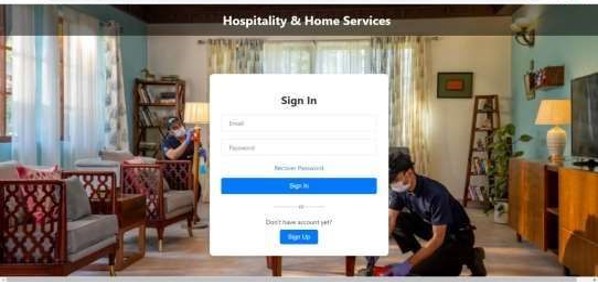 Hospitality & Home Services
Sign In
Email
Password
Recover Password
Sign In
or
Don't have account yet?
Sign Up